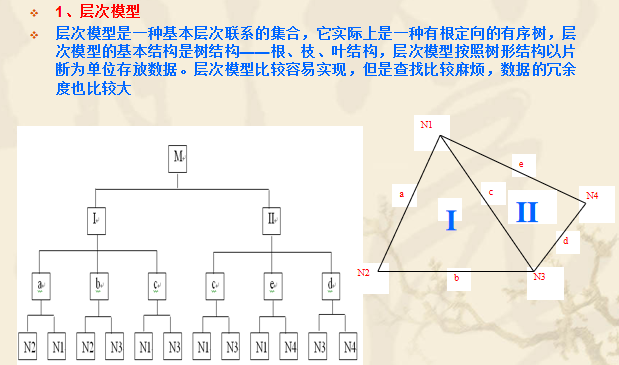 1、层次模型
层次模型是一种基本层次联系的集合，它实际上是一种有根定向的有序树，层
次模型的基本结构是树结构——根、枝、叶结构，层次模型按照树形结构以片
断为单位存放数据。层次模型比较容易实现，但是查找比较麻烦，数据的冗余
度也比较大
M
I II
a b c c e d
N2 N1 N2 N3 N1 N3 N1 N3 N1 N4 N3 N4
N1
e
a c N4
I II
d
N2 b N3